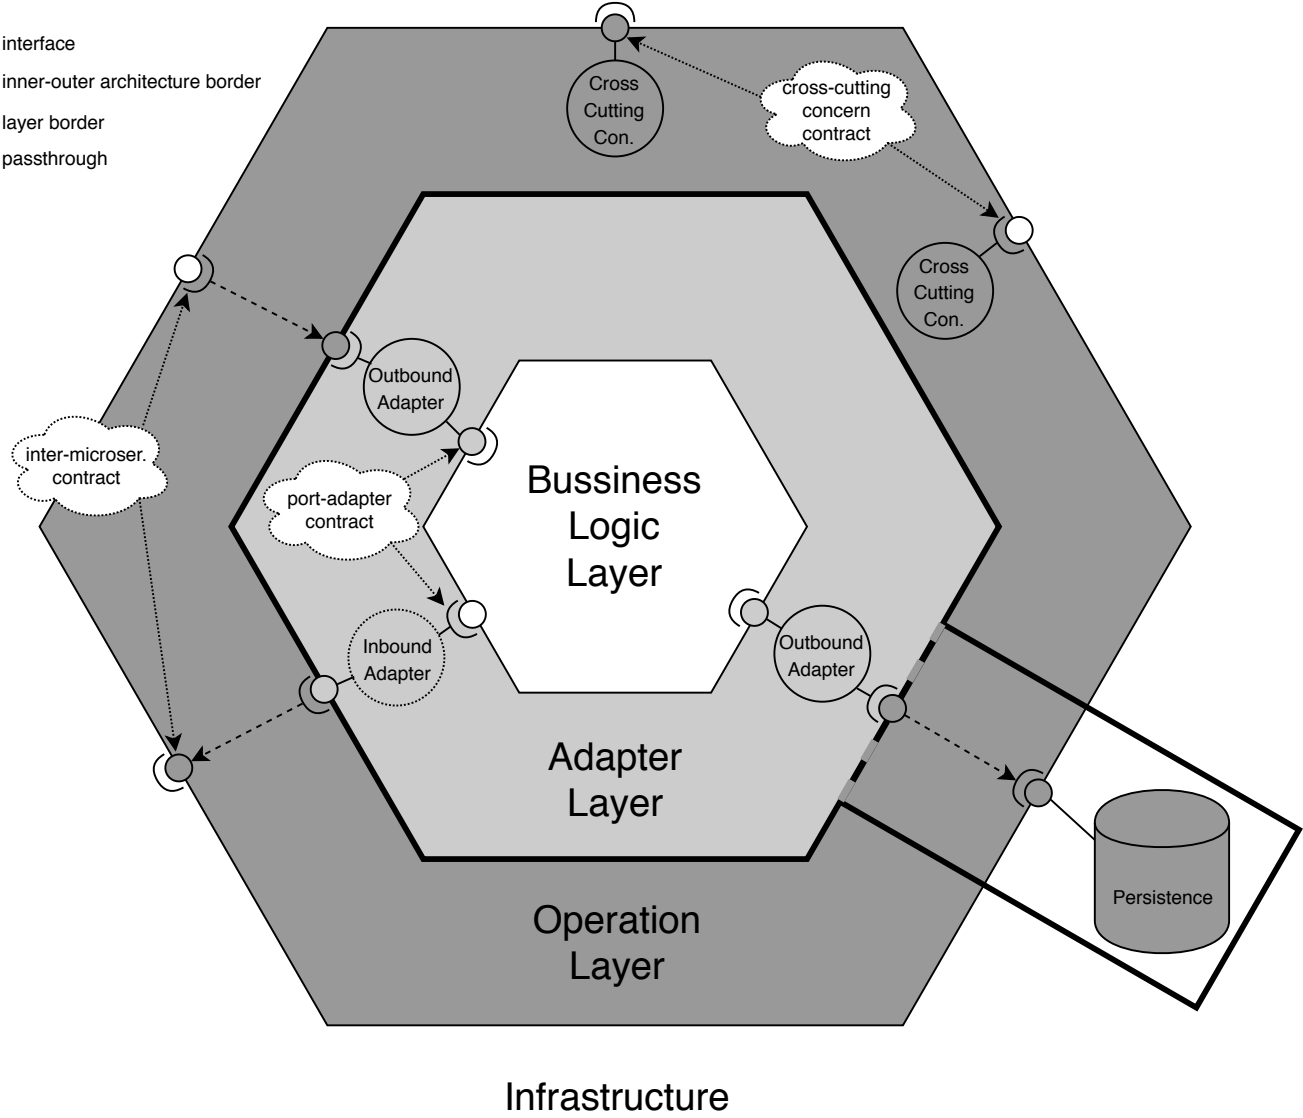 interface
inner-outer architecture border
layer border
passthrough
Cross
Cutting
Con.
cross-cutting
concern
contract
Cross
Cutting
Con.
Outbound
Adapter
inter-microser.
contract
port-adapter
contract
Bussiness
Logic
Layer
Inbound
Adapter
Outbound
Adapter
Adapter
Layer
Persistence
Operation
Layer
Infrastructure